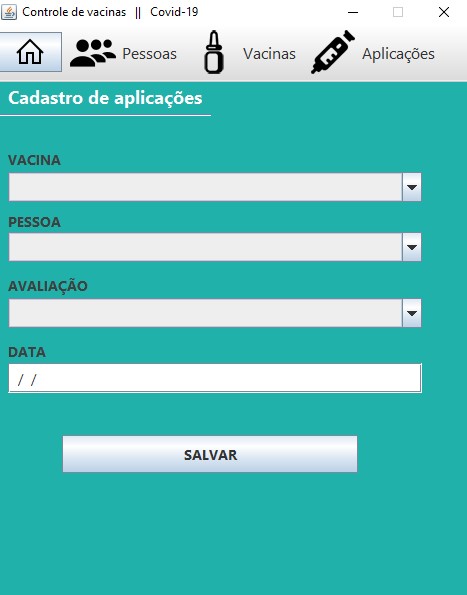 Controle de vacinas || Covid-19
Pessoas Vacinas Aplicações
Cadastro de aplicações
VACINA
PESSOA
AVALIAÇÃO
DATA
/ /
SALVAR